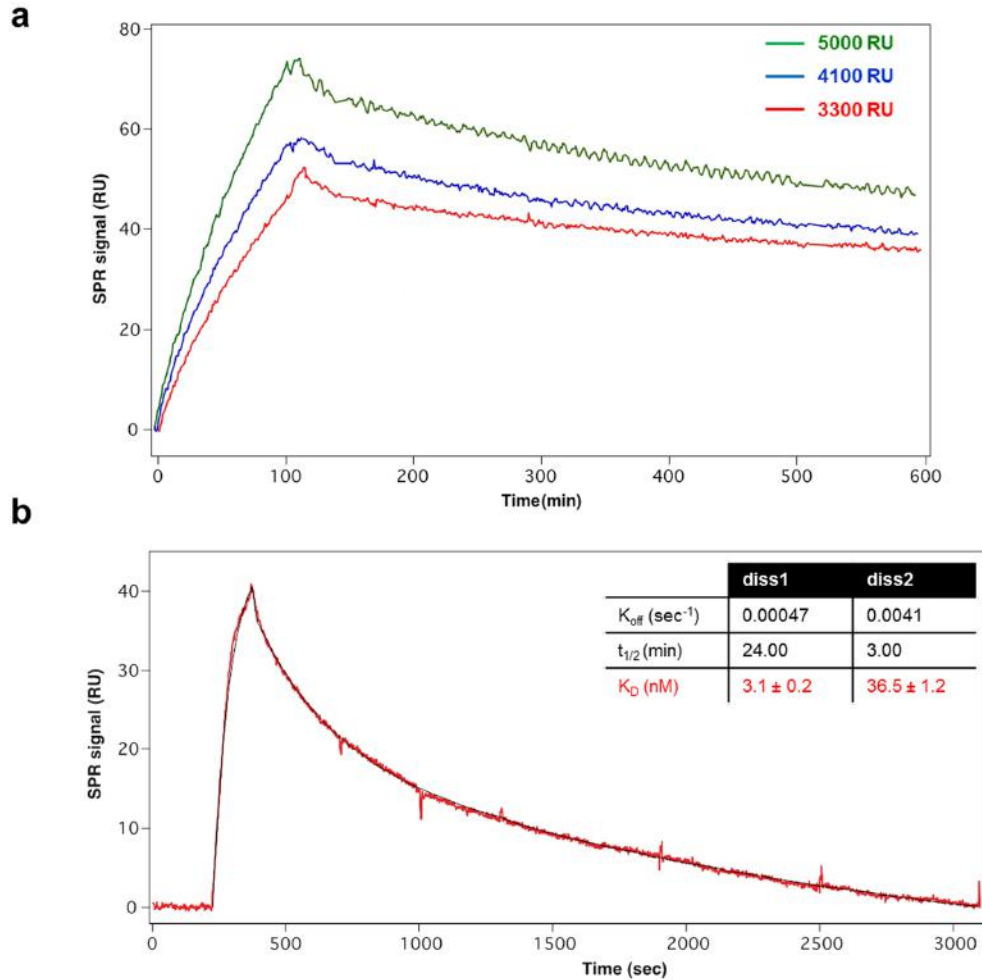 a
80
60
40
20
0
SPR signal (RU)
5000 RU
4100 RU
3300 RU
0 100 200 300 400 500 600
Time(min)
b
40
30
20
10
0
SPR signal (RU)
diss1 diss2
Koff (sec-1) 0.00047 0.0041
t1/2 (min) 24.00 3.00
KD (nM) 3.1 ± 0.2 36.5 ± 1.2
0 500 1000 1500 2000 2500 3000
Time (sec)